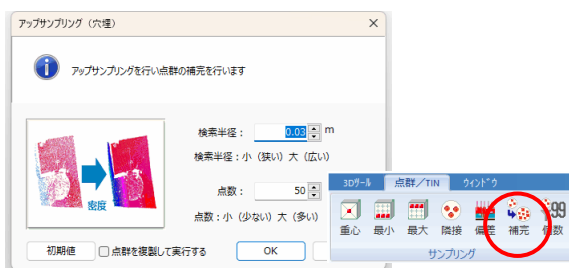 アップサンプリング（穴埋）
アップサンプリングを行い点群の補完を行います
検索半径： 0.03 m
検索半径：小（狭い）大（広い）
密度
点数： 50
点数：小（少ない）大（多い）
初期値 点群を複製して実行する OK
3Dﾂｰﾙ 点群／TIN ｳｨﾝﾄﾞｳ
99
重心 最小 最大 隣接 偏差 補完 個数
サンプリング